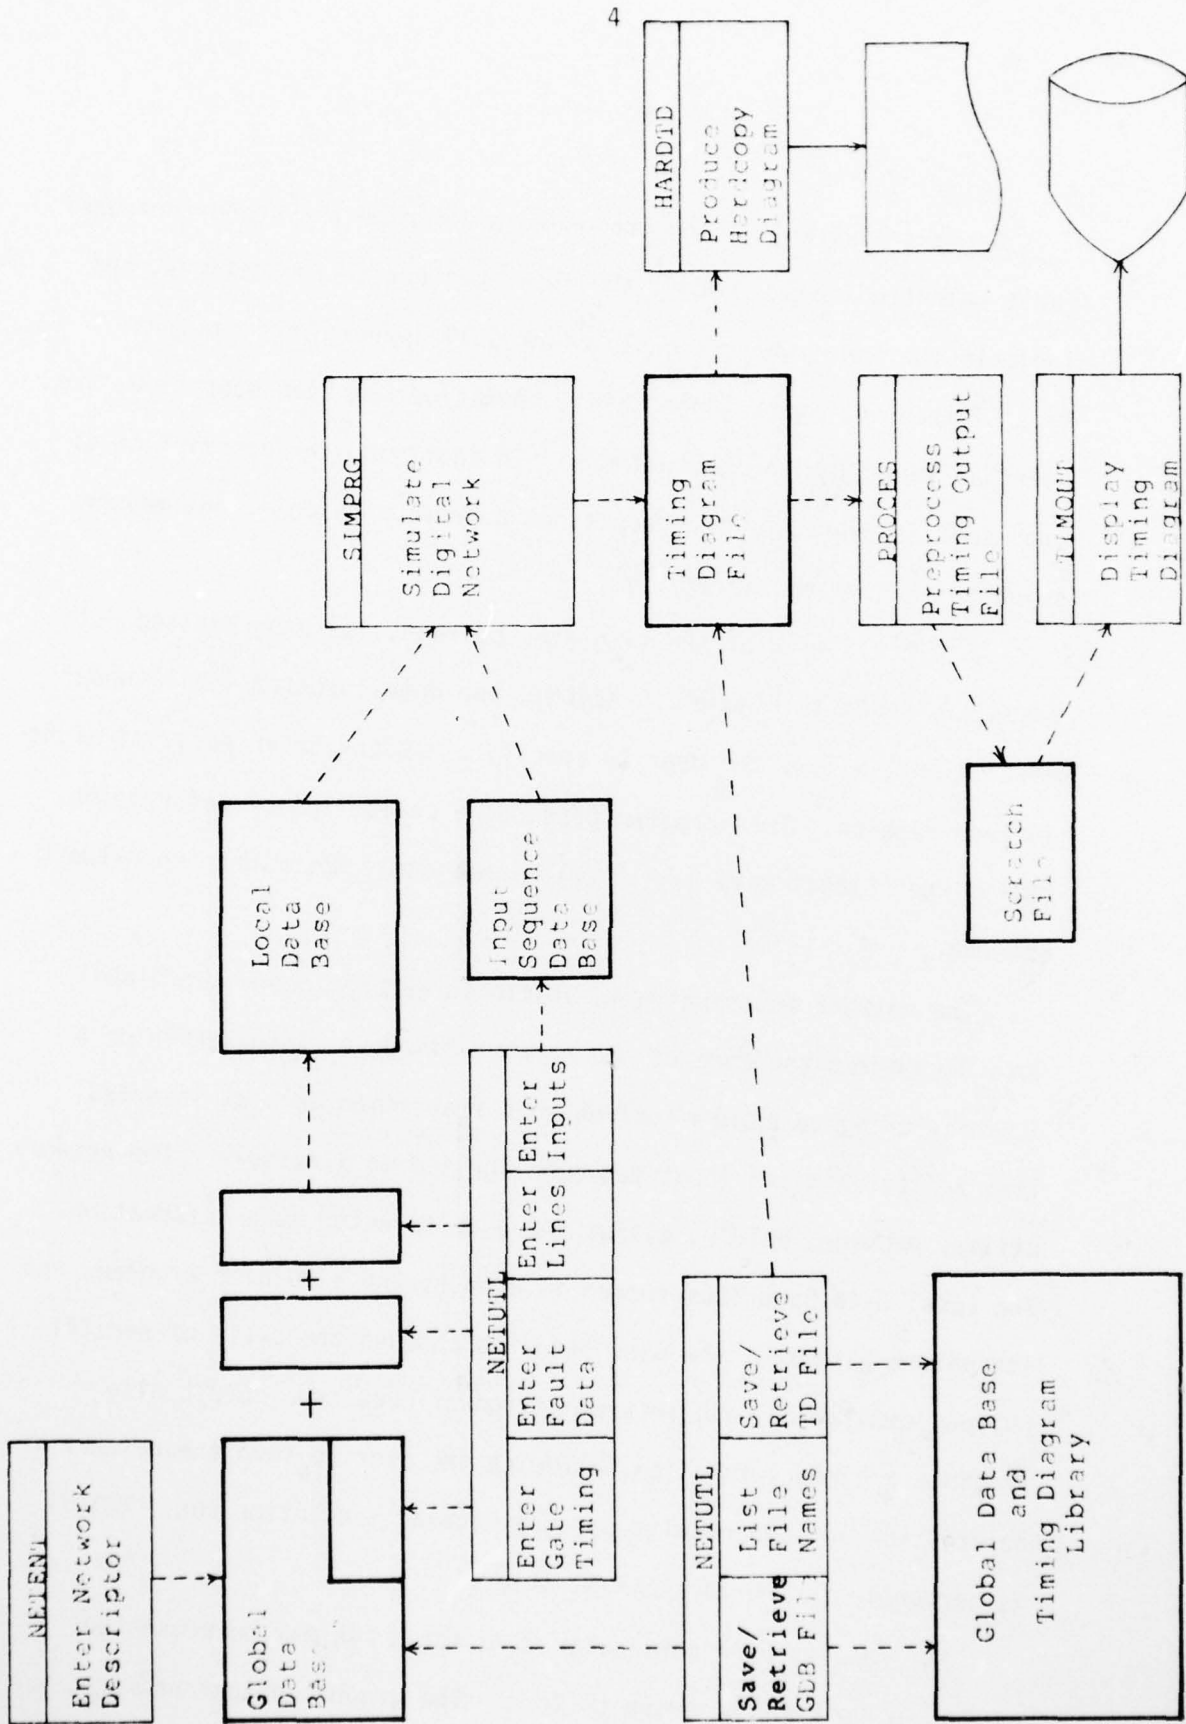 4
NETENT
Enter Network
Descriptor
Global
Data
Base
+
+
Local
Data
Base
SIMPRG
Simulate
Digital
Network
NETUTL
Enter
Gate
Timing
Enter
Fault
Data
Enter
Lines
Enter
Inputs
Input
Sequence
Data
Base
HARDTD
Produce
Hardcopy
Diagram
Timing
Diagram
File
NETUTL
Save/
Retrieve
GDB File
List
File
Names
Save/
Retrieve
TD File
PROCES
Preprocess
Timing Output
File
Scratch
File
TIMOUT
Display
Timing
Diagram
Global Data Base
and
Timing Diagram
Library